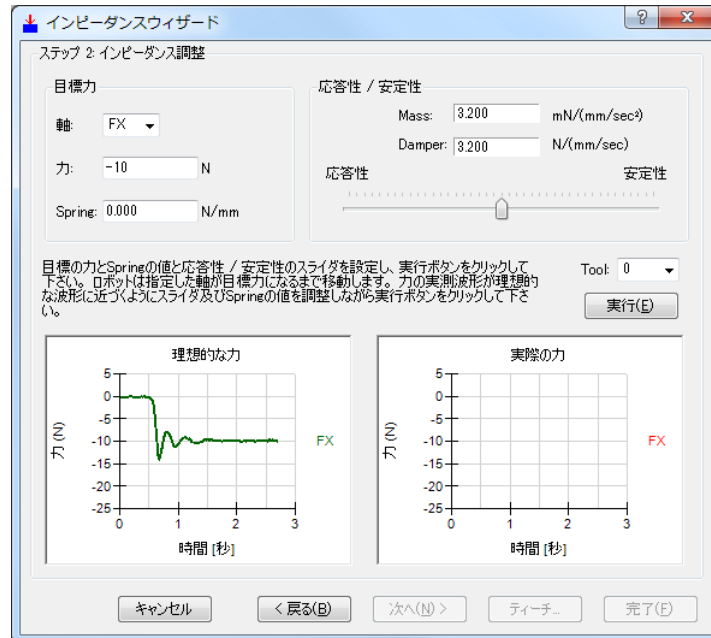 インピーダンスウィザード
ステップ 2: インピーダンス調整
目標力
軸: FX
力: -10 N
Spring: 0.000 N/mm
応答性 / 安定性
Mass: 3.200 mN/(mm/sec²)
Damper: 3.200 N/(mm/sec)
応答性 安定性
目標の力とSpringの値と応答性 / 安定性のスライダを設定し、実行ボタンをクリックして
下さい。ロボットは指定した軸が目標力になるまで移動します。力の実測波形が理想的
な波形に近づくようにスライダ及びSpringの値を調整しながら実行ボタンをクリックして下さ
い。
Tool: 0
実行(E)
理想的な力
力 (N)
5
0
-5
-10
-15
-20
-25
0 1 2 3
時間 [秒]
FX
実際の力
力 (N)
5
0
-5
-10
-15
-20
-25
0 1 2 3
時間 [秒]
FX
キャンセル < 戻る(B) 次へ(N) > ティーチ... 完了(F)